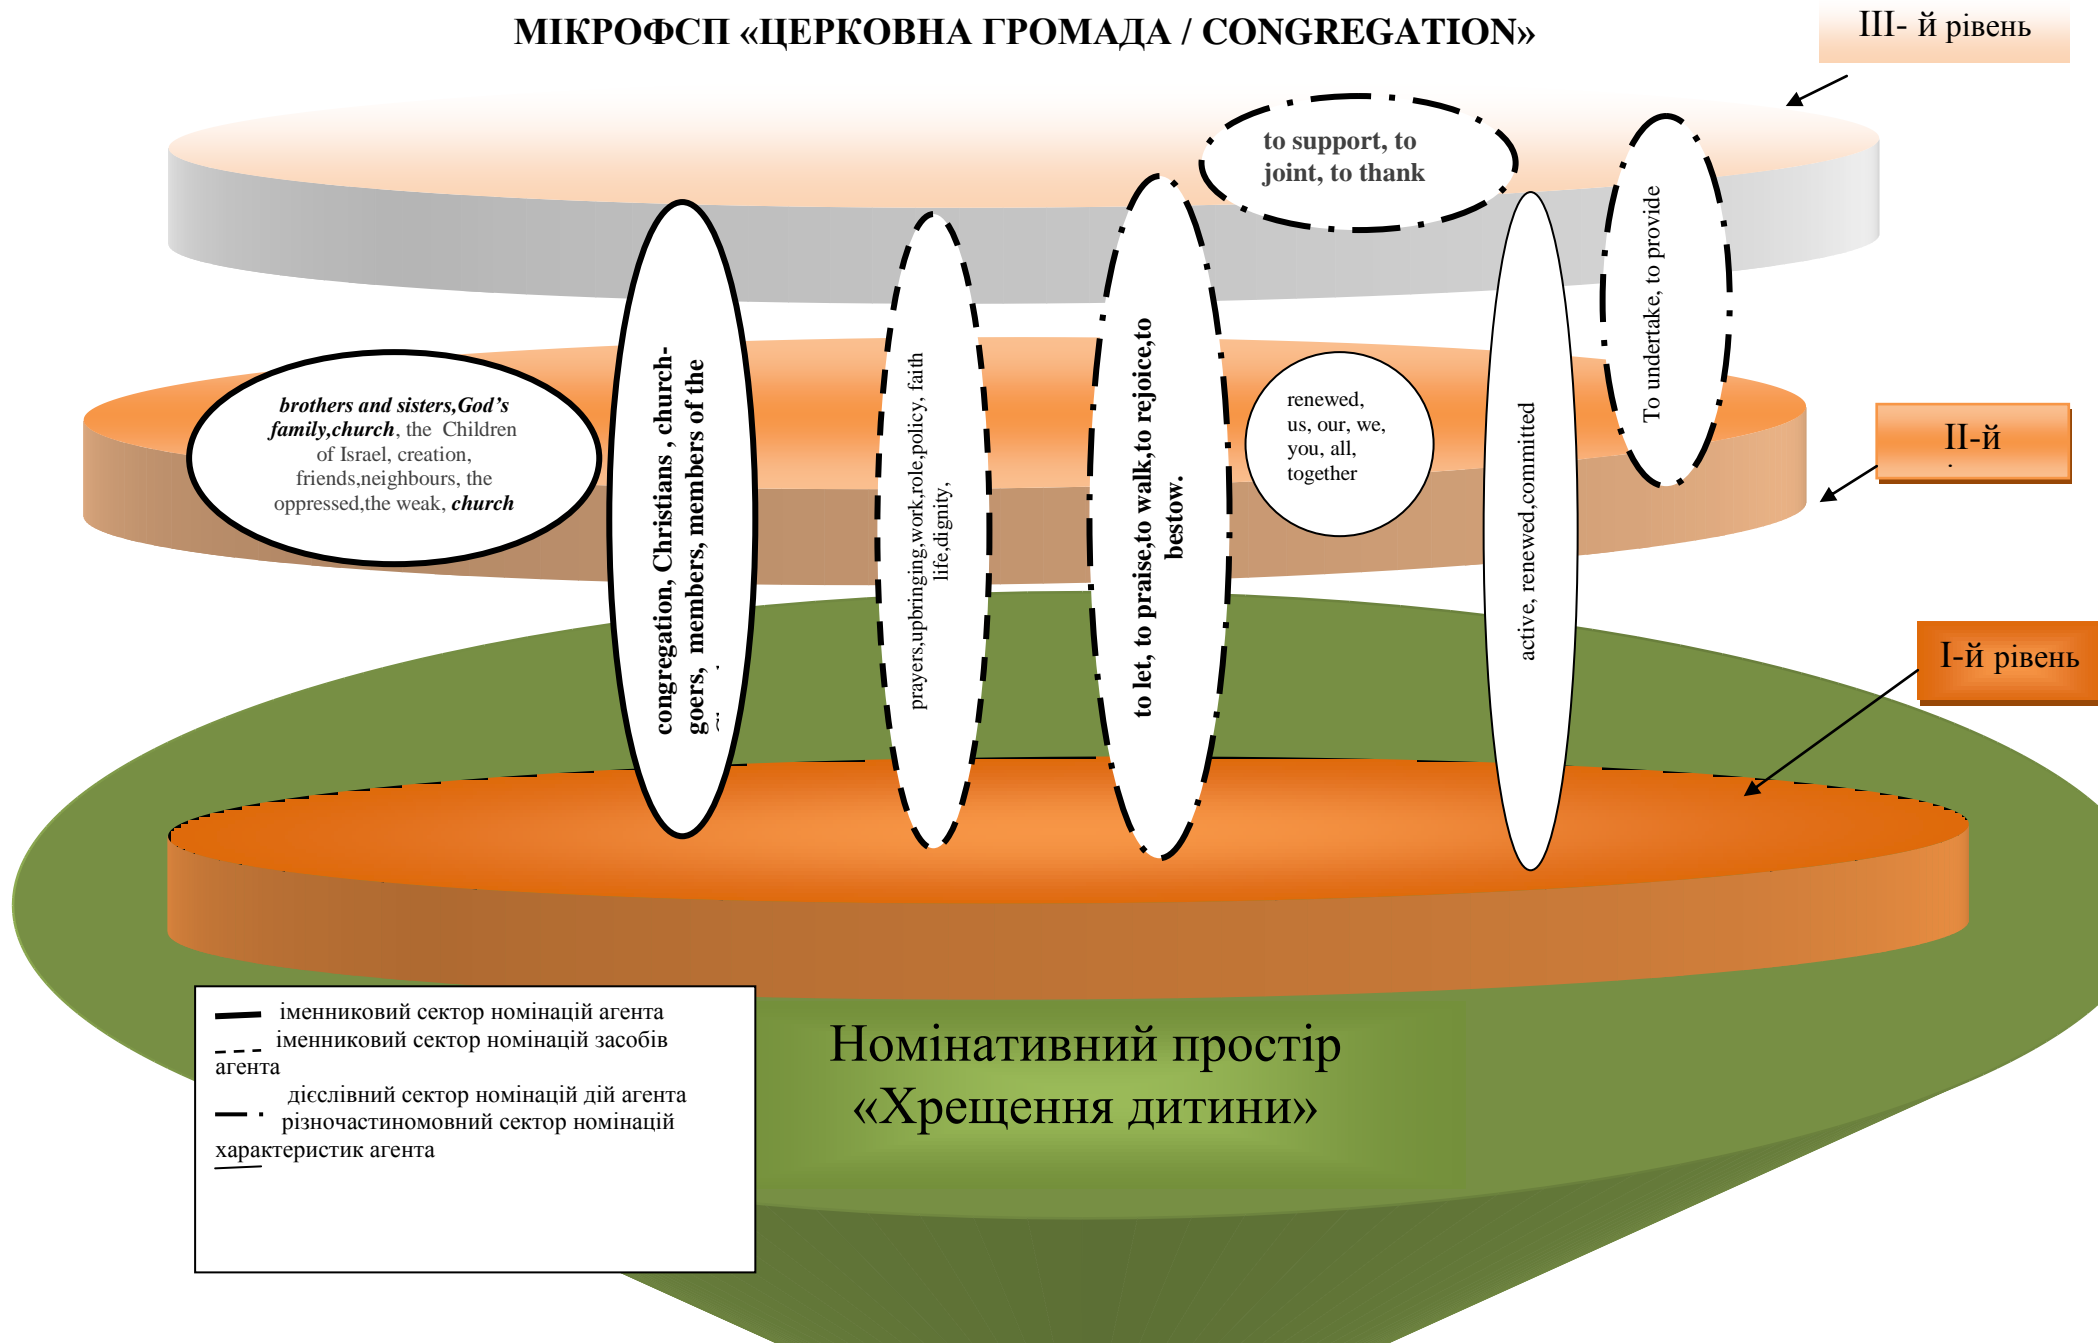 МІКРОФСП «ЦЕРКОВНА ГРОМАДА / CONGREGATION»
III- й рівень
to support, to
joint, to thank
To undertake, to provide
brothers and sisters,God’s
family,church, the Children
of Israel, creation,
friends,neighbours, the
oppressed,the weak, church
congregation, Christians , church-
goers, members, members of the
prayers,upbringing,work,role,policy, faith
life,dignity,
to let, to praise,to walk,to rejoice,to
bestow.
renewed,
us, our, we,
you, all,
together
active, renewed,committed
II-й
I-й рівень
іменниковий сектор номінацій агента
іменниковий сектор номінацій засобів
агента
дієслівний сектор номінацій дій агента
різночастиномовний сектор номінацій
характеристик агента
Номінативний простір
«Хрещення дитини»